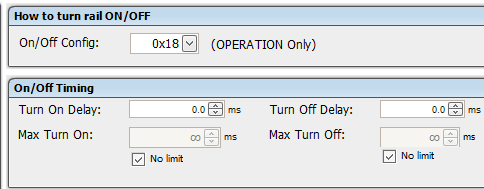 How to turn rail ON/OFF
On/Off Config: 0x18 (OPERATION Only)
On/Off Timing
Turn On Delay: 0.0 ms Turn Off Delay: 0.0 ms
Max Turn On: ∞ ms Max Turn Off: ∞ ms
No limit No limit